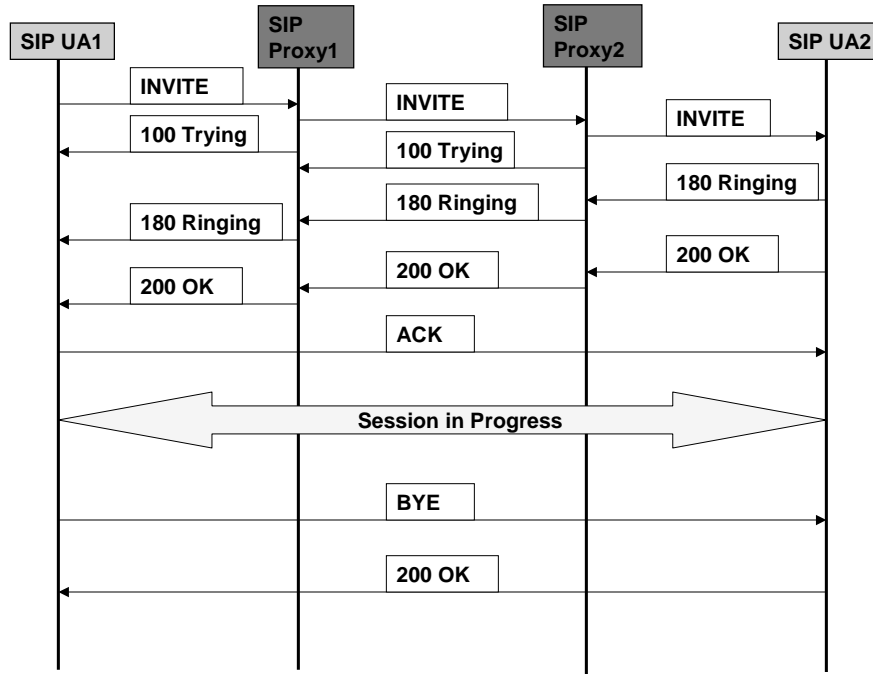 SIP UA1
SIP
Proxy1
SIP
Proxy2
SIP UA2
INVITE
INVITE
INVITE
100 Trying
100 Trying
180 Ringing
180 Ringing
180 Ringing
200 OK
200 OK
200 OK
ACK
Session in Progress
BYE
200 OK